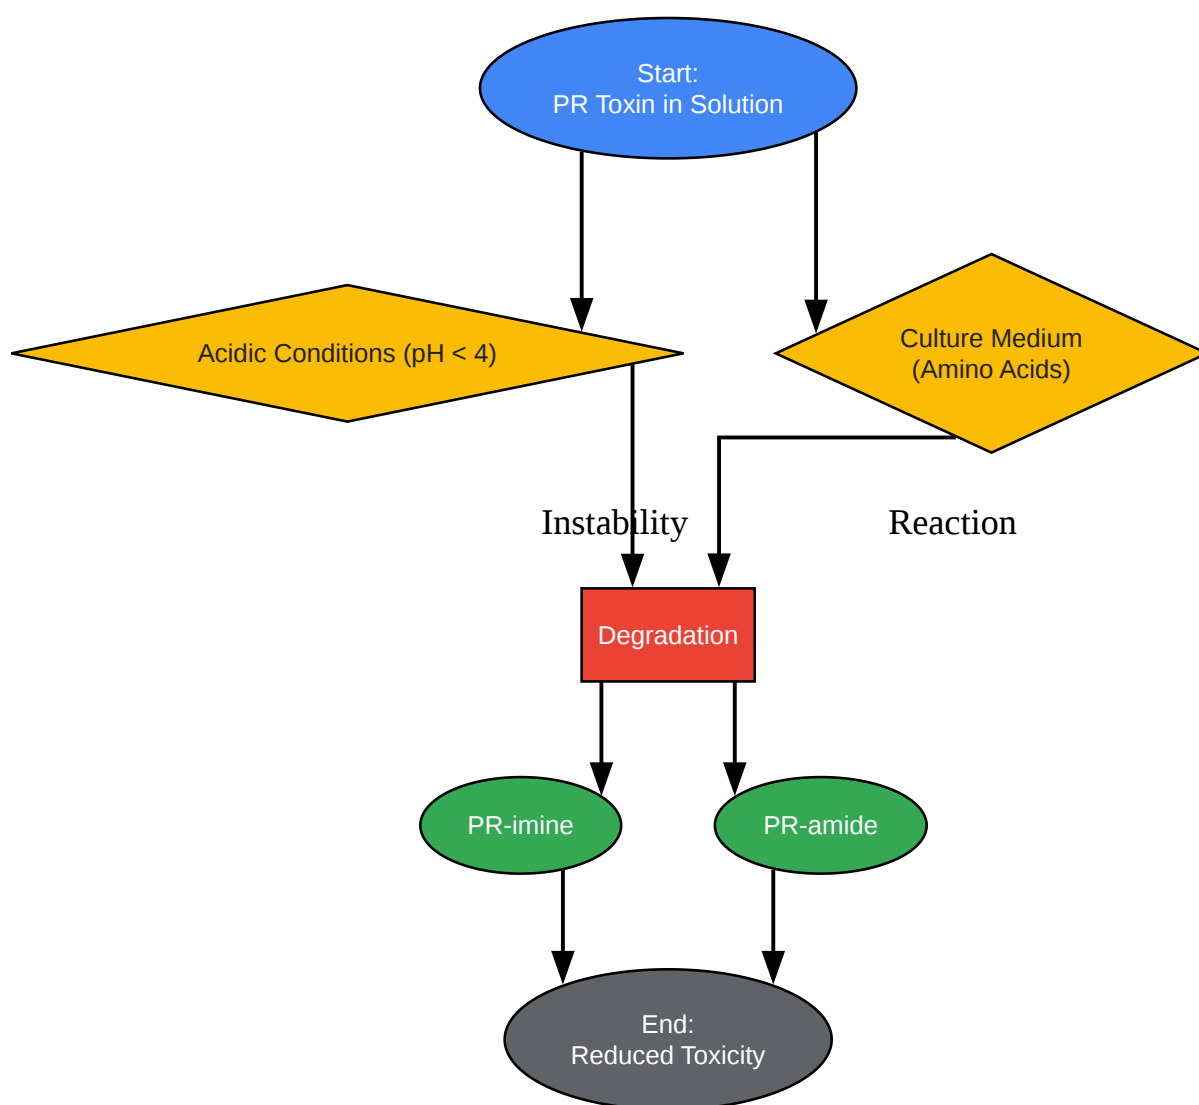 Start:
PR Toxin in Solution
Acidic Conditions (pH < 4)
Culture Medium
(Amino Acids)
Instability
Reaction
Degradation
PR-imine
PR-amide
End:
Reduced Toxicity